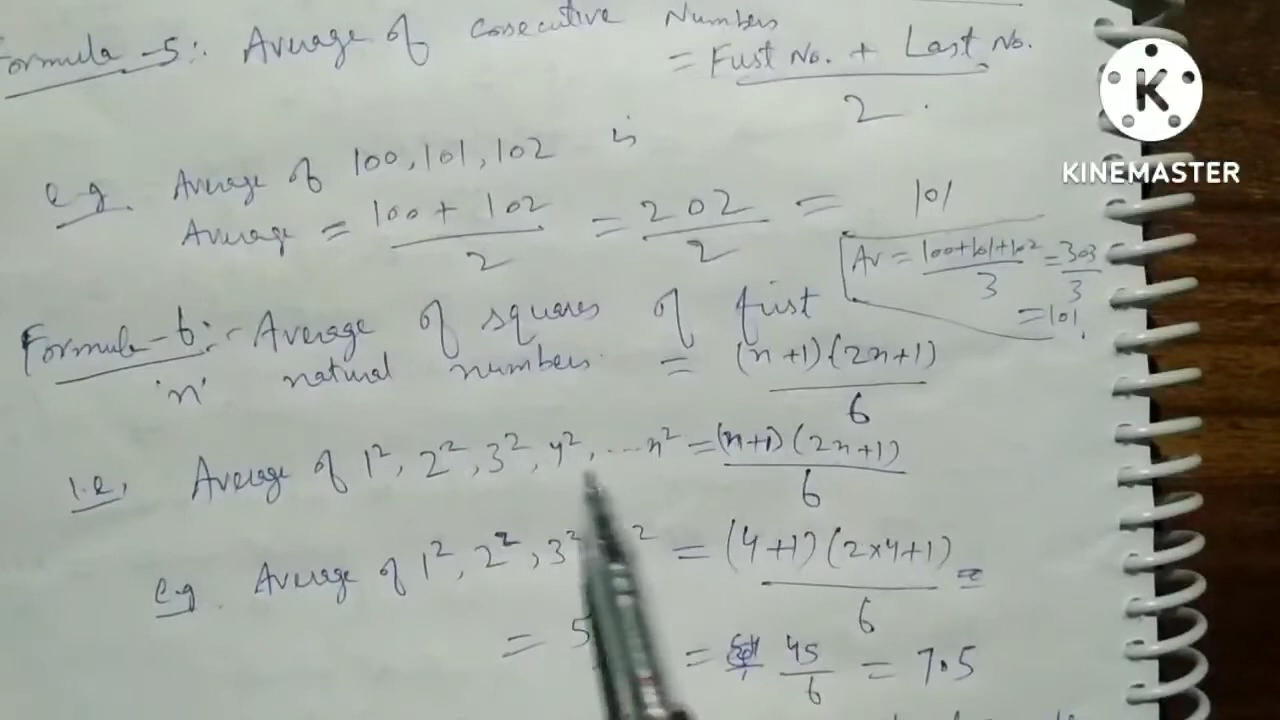 Formula-5:. Average of Cosecutive Numbers
= First No. + Last No.
2
K
KINEMASTER
e.g. Average of 100, 101, 102 is
Average = 100 + 102 / 2 = 202 / 2 = 101
Av = 100+101+102 / 3 = 303 / 3
= 101.
Formula-6:- Average of squares of first
'n' natural numbers = (n+1)(2n+1) / 6
i.e, Average of 1², 2², 3², 4², ...n² = (n+1)(2n+1) / 6
e.g. Average of 1², 2², 3² ² = (4+1)(2×4+1) / 6 =
= 5 = 45 / 6 = 7.5